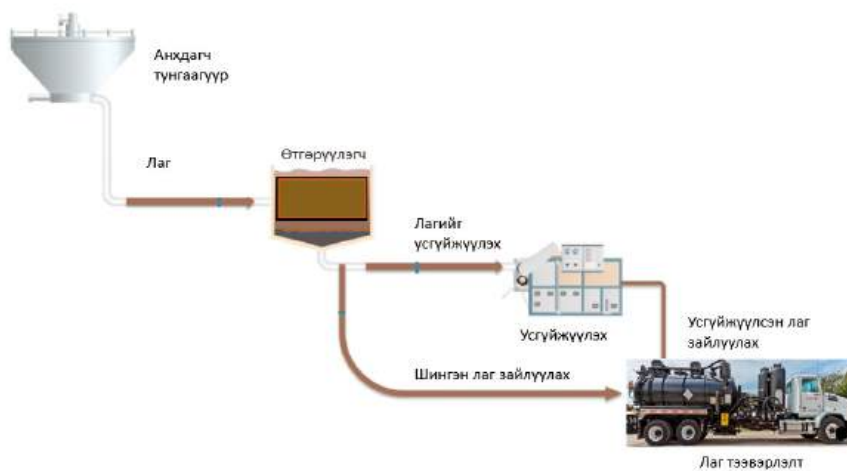 Анхдагч
тунгаагуур
Лаг
Өтгөрүүлэгч
Лагийг
усгүйжүүлэх
Усгүйжүүлэх
Усгүйжүүлсэн лаг
зайлуулах
Шингэн лаг зайлуулах
Лаг тээвэрлэлт